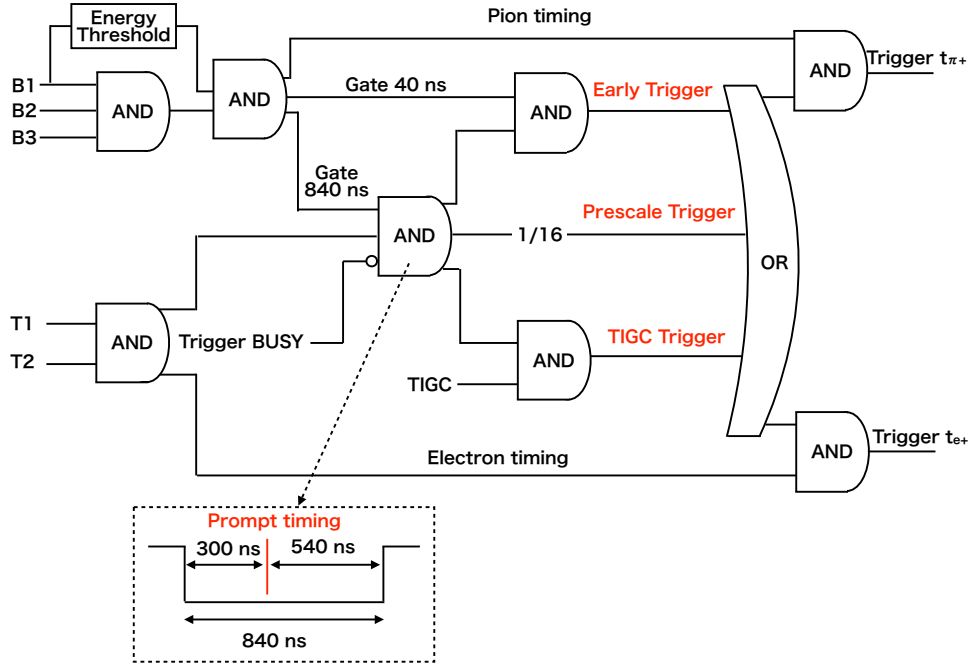 Pion timing
Energy
Threshold
Trigger tπ+
B1
AND
AND
B2
AND
B3
Gate 40 ns
AND
Early Trigger
Gate
840 ns
AND
Prescale Trigger
1/16
OR
T1
T2
AND
Trigger BUSY
TIGC Trigger
AND
TIGC
Electron timing
AND
Trigger te+
Prompt timing
300 ns
540 ns
840 ns